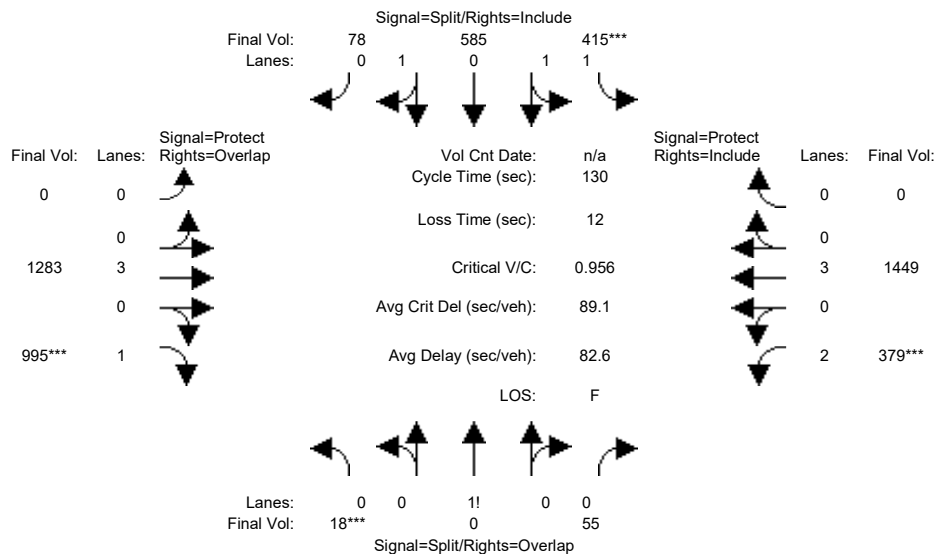 Signal=Split/Rights=Include
Final Vol: 78 585 415***
Lanes: 0 1 0 1 1
Signal=Protect
Final Vol: Lanes: Rights=Overlap
Vol Cnt Date: n/a
Signal=Protect
Rights=Include Lanes: Final Vol:
Cycle Time (sec): 130
0 0
0 0
Loss Time (sec): 12
0
0
1283 3
Critical V/C: 0.956
3 1449
0
Avg Crit Del (sec/veh): 89.1
0
995*** 1
Avg Delay (sec/veh): 82.6
2 379***
LOS: F
Lanes: 0 0 1! 0 0
Final Vol: 18*** 0 55
Signal=Split/Rights=Overlap